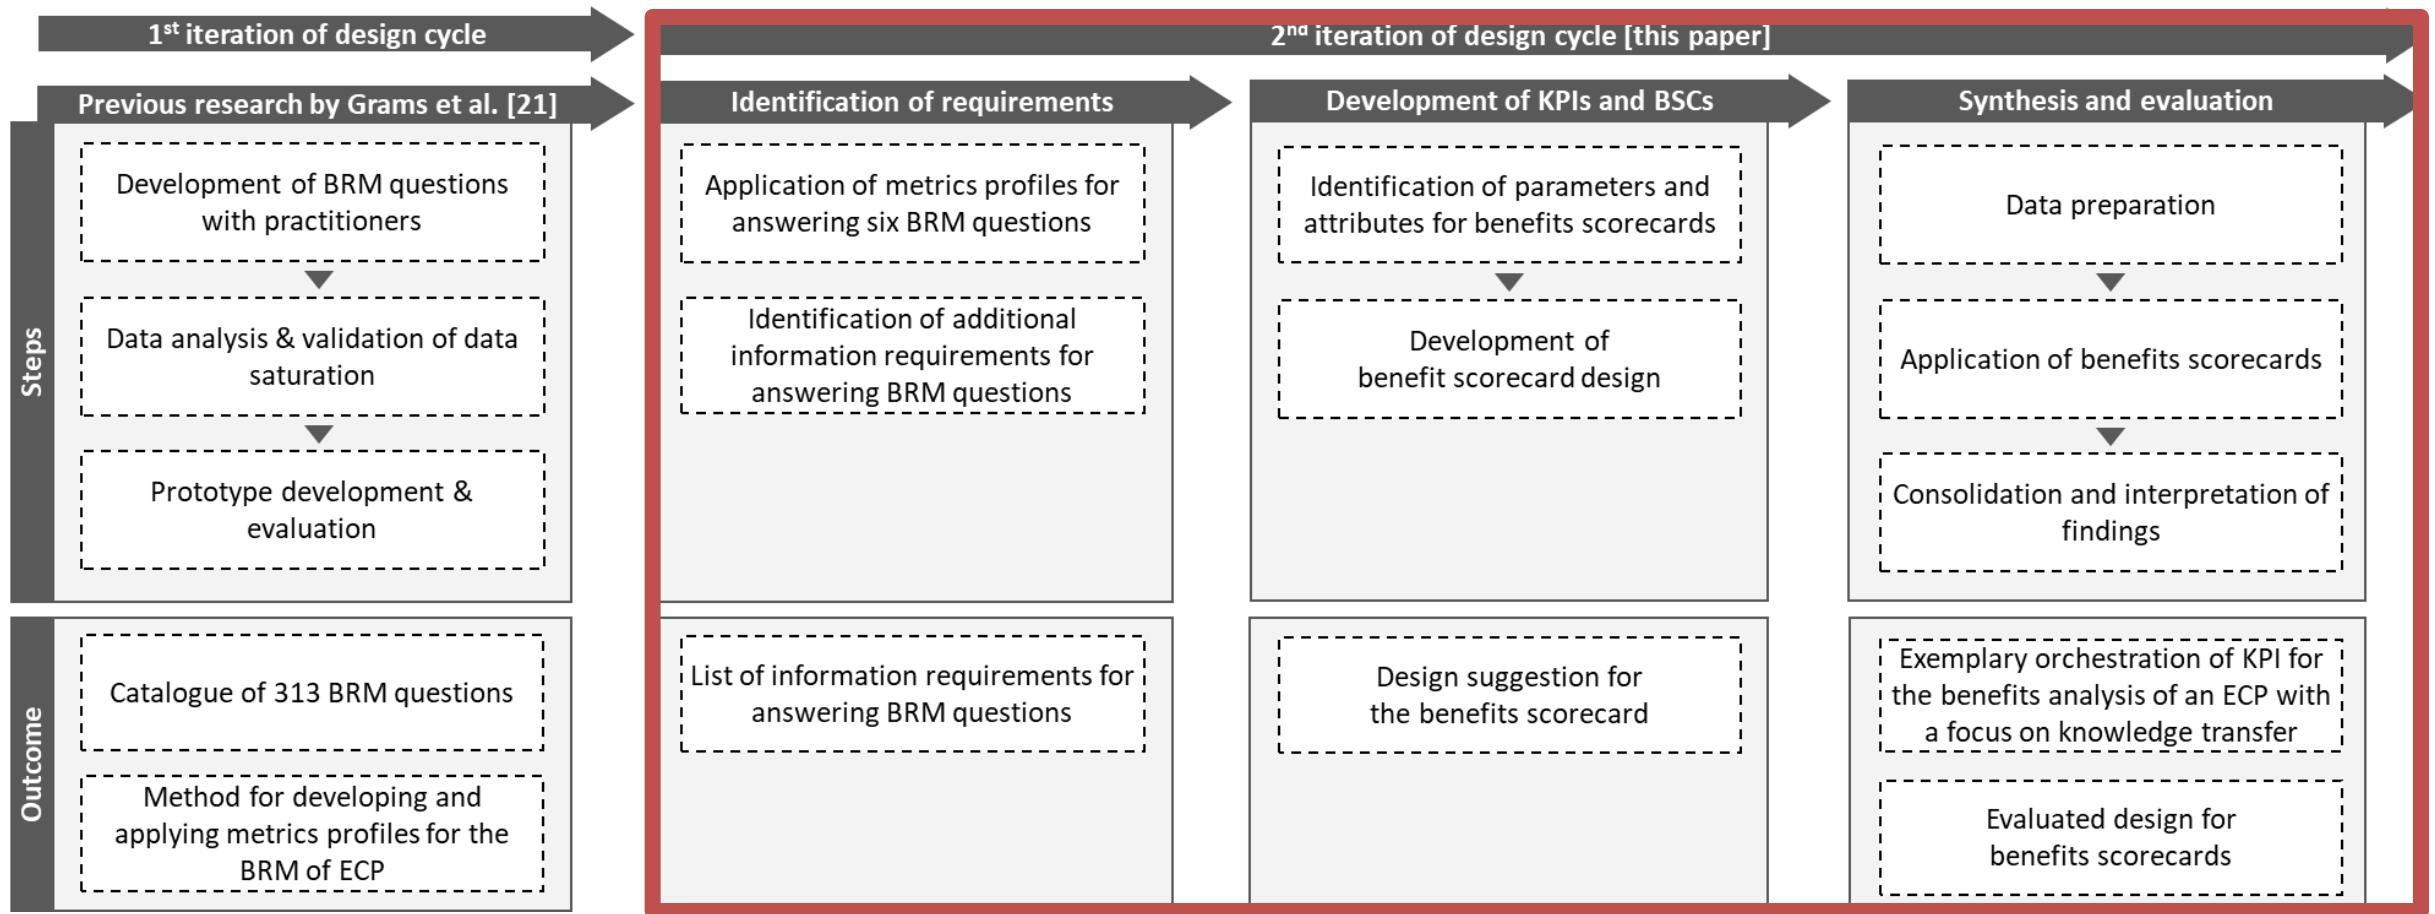 1st iteration of design cycle
2nd iteration of design cycle [this paper]
Previous research by Grams et al. [21]
Identification of requirements
Development of KPIs and BSCs
Synthesis and evaluation
Steps
Development of BRM questions
with practitioners
Data analysis & validation of data
saturation
Prototype development &
evaluation
Application of metrics profiles for
answering six BRM questions
Identification of additional
information requirements for
answering BRM questions
Identification of parameters and
attributes for benefits scorecards
Development of
benefit scorecard design
Data preparation
Application of benefits scorecards
Consolidation and interpretation of
findings
Outcome
Catalogue of 313 BRM questions
Method for developing and
applying metrics profiles for the
BRM of ECP
List of information requirements for
answering BRM questions
Design suggestion for
the benefits scorecard
Exemplary orchestration of KPI for
the benefits analysis of an ECP with
a focus on knowledge transfer
Evaluated design for
benefits scorecards